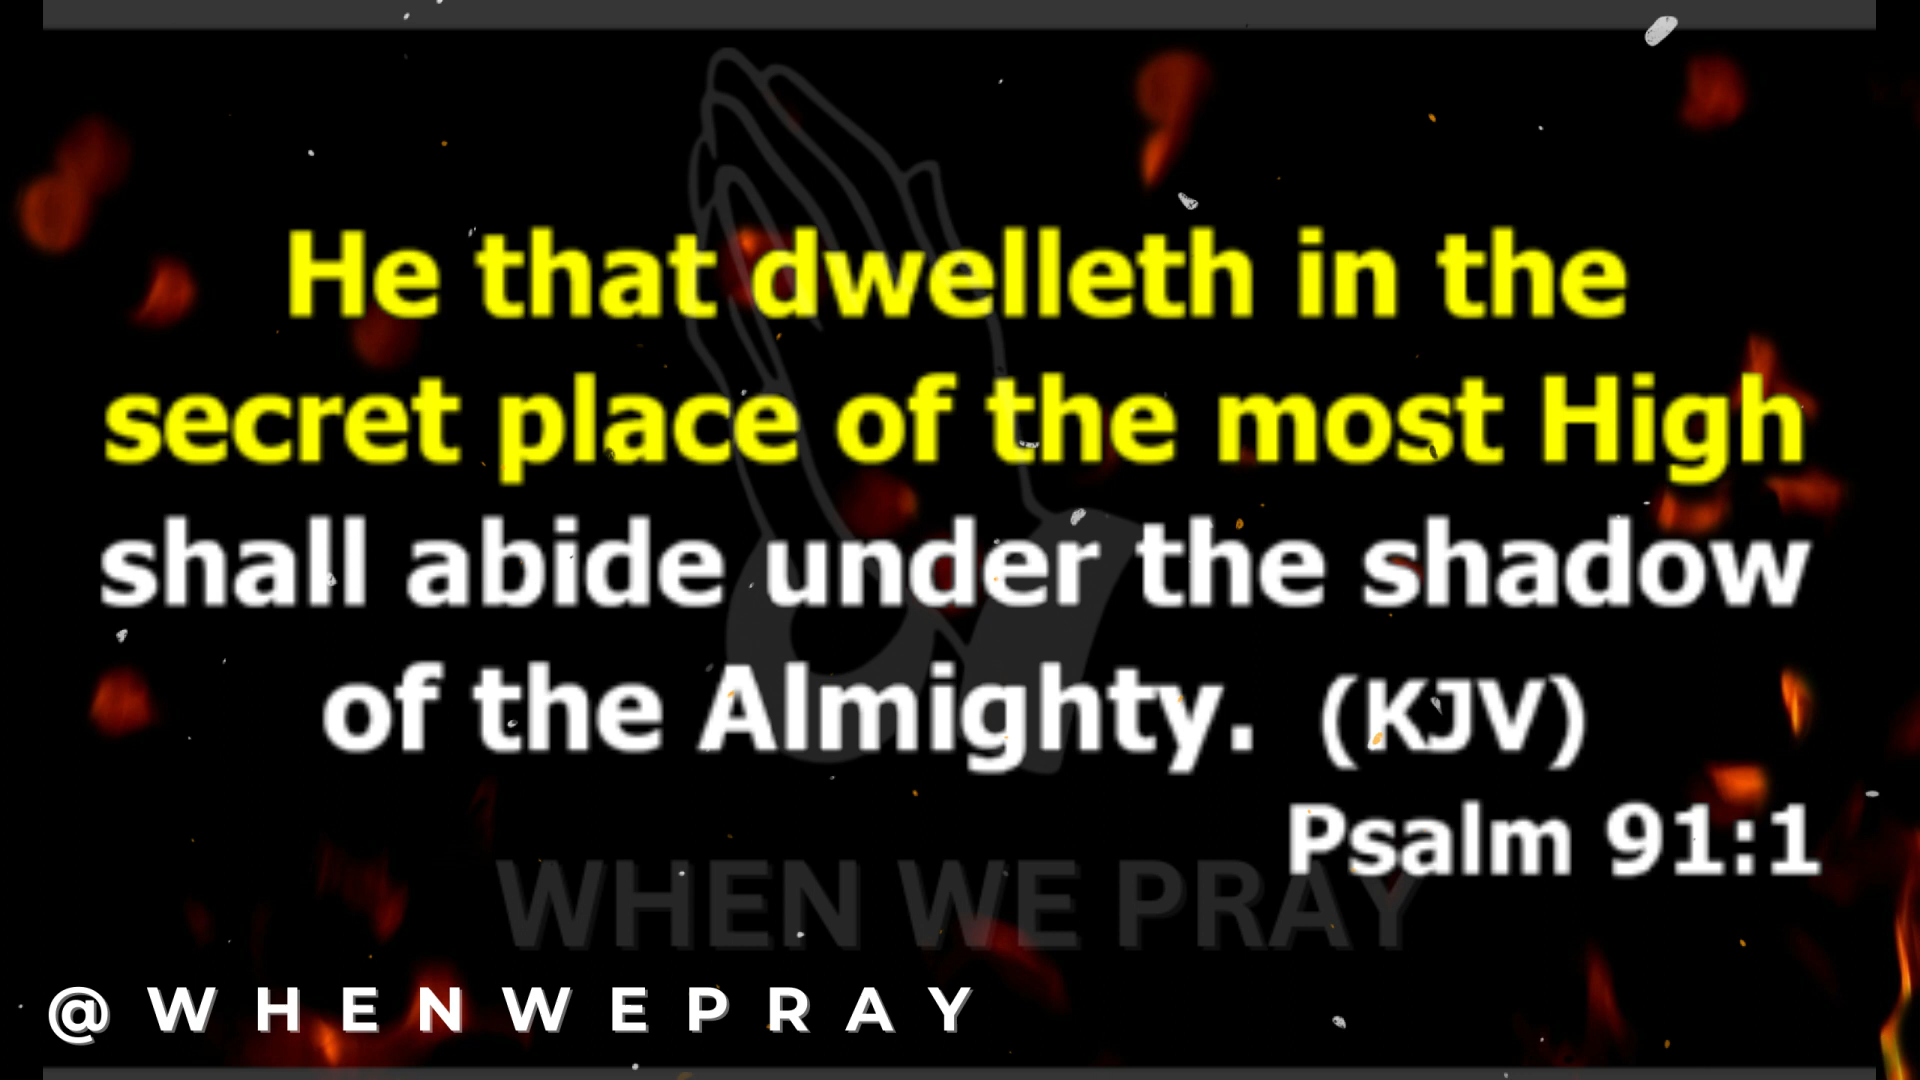 He that dwelleth in the
secret place of the most High
shall abide under the shadow
of the Almighty. (KJV)
Psalm 91:1
WHEN WE PRAY
@WHENWEPRAY